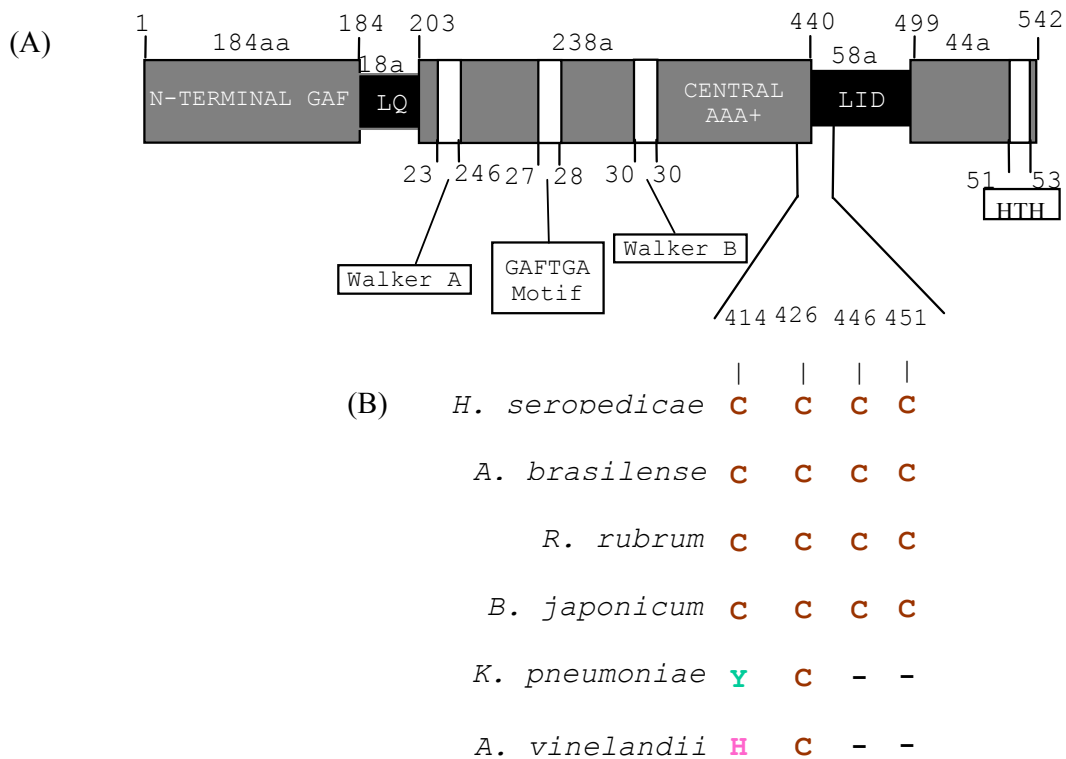 (A)
1 184 203 440 499 542
184aa 18a 238a 58a 44a
N-TERMINAL GAF LQ CENTRAL AAA+ LID
23 246 27 28 30 30 51 53
Walker A
GAFTGA
Motif
Walker B
HTH
414 426 446 451
| | | |
(B) H. seropedicae C C C C
A. brasilense C C C C
R. rubrum C C C C
B. japonicum C C C C
K. pneumoniae Y C - -
A. vinelandii H C - -